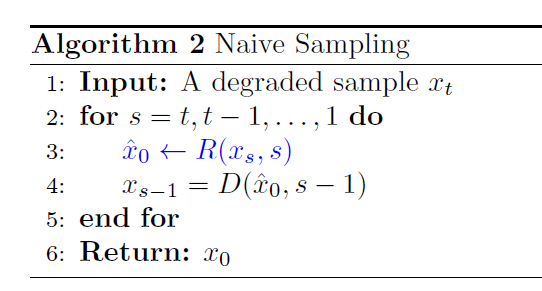 Algorithm 2 Naive Sampling
1: Input: A degraded sample $x_t$
2: for $s = t, t - 1, \ldots, 1$ do
3: $\hat{x}_0 \leftarrow R(x_s, s)$
4: $x_{s-1} = D(\hat{x}_0, s - 1)$
5: end for
6: Return: $x_0$